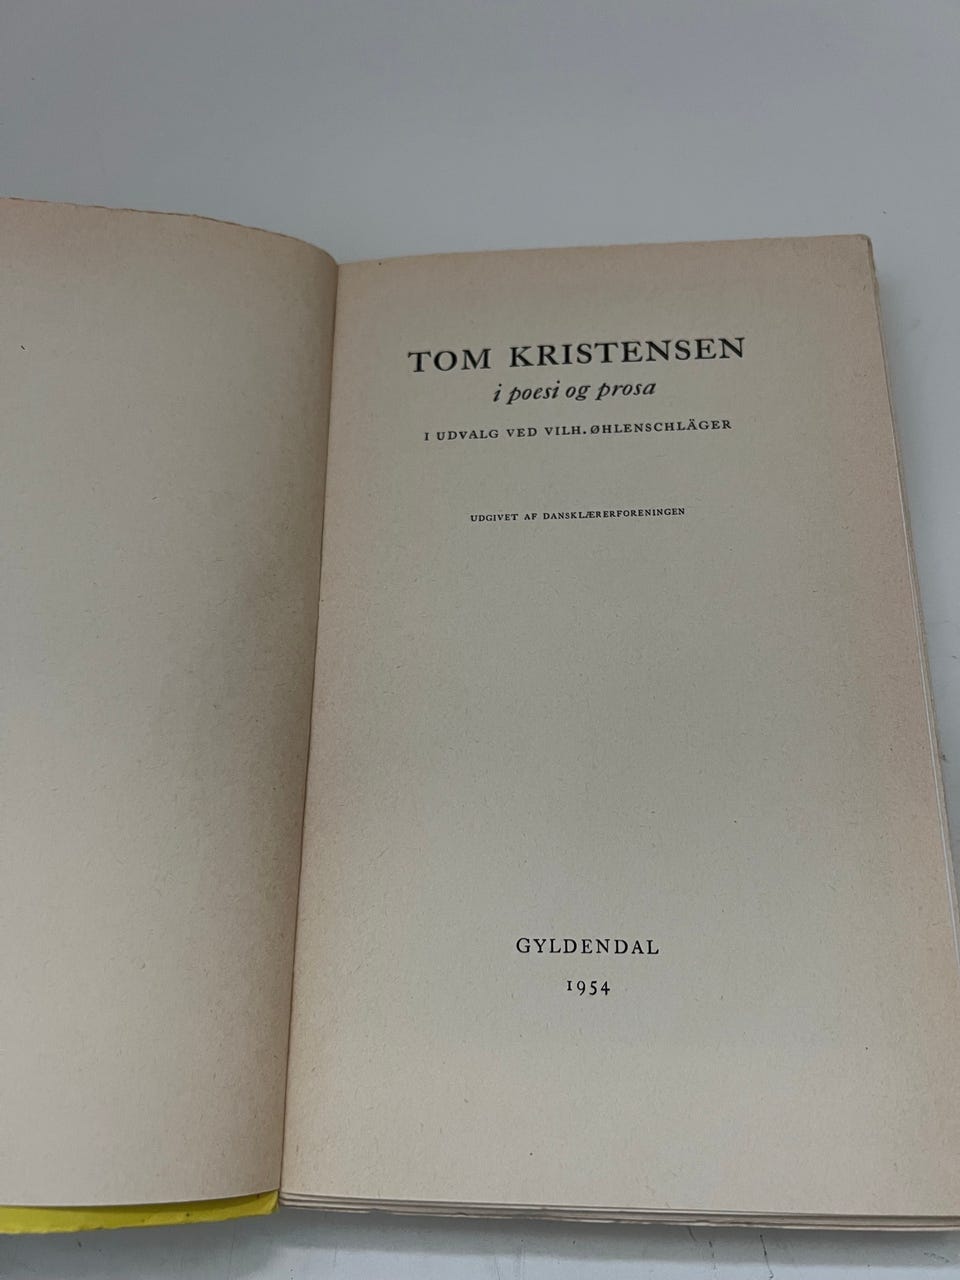 TOM KRISTENSEN
i poesi og prosa
I UDVALG VED VILH. ØHLENSCHLÄGER
UDGIVET AF DANSKLÆRERFORENINGEN
GYLDENDAL
1954